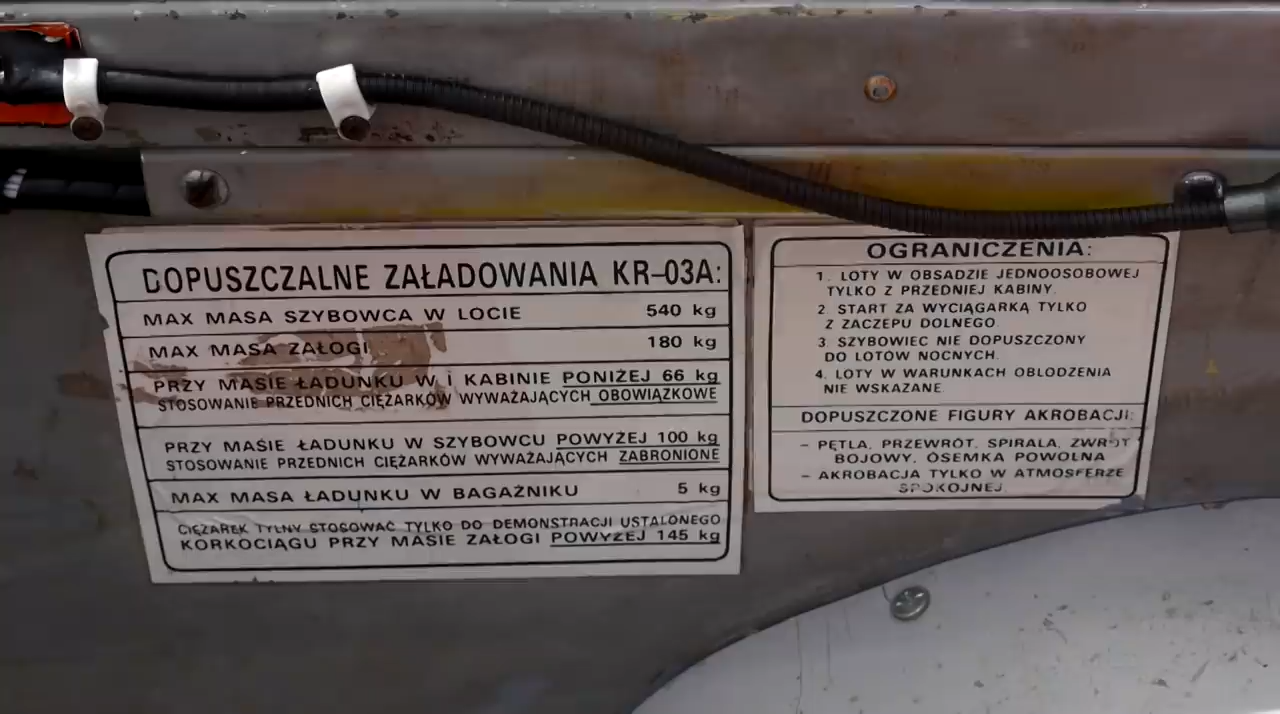 DOPUSZCZALNE ZAŁADOWANIA KR-03A:
MAX MASA SZYBOWCA W LOCIE 540 kg
MAX MASA ZAŁOGI 180 kg
PRZY MASIE ŁADUNKU W I KABINIE PONIŻEJ 66 kg
STOSOWANIE PRZEDNICH CIĘŻARKÓW WYWAŻAJĄCYCH OBOWIĄZKOWE
PRZY MASIE ŁADUNKU W SZYBOWCU POWYŻEJ 100 kg
STOSOWANIE PRZEDNICH CIĘŻARKÓW WYWAŻAJĄCYCH ZABRONIONE
MAX MASA ŁADUNKU W BAGAŻNIKU 5 kg
CIĘŻAREK TYLNY STOSOWAĆ TYLKO DO DEMONSTRACJI USTALONEGO
KORKOCIĄGU PRZY MASIE ZAŁOGI POWYŻEJ 145 kg
OGRANICZENIA:
1. LOTY W OBSADZIE JEDNOOSOBOWEJ
TYLKO Z PRZEDNIEJ KABINY.
2. START ZA WYCIĄGARKĄ TYLKO
Z ZACZEPU DOLNEGO.
3. SZYBOWIEC NIE DOPUSZCZONY
DO LOTÓW NOCNYCH.
4. LOTY W WARUNKACH OBLODZENIA
NIE WSKAZANE
DOPUSZCZONE FIGURY AKROBACJI:
- PĘTLA, PRZEWRÓT, SPIRALA, ZWROT
BOJOWY, ÓSEMKA POWOLNA
- AKROBACJA TYLKO W ATMOSFERZE
SPOKOJNEJ